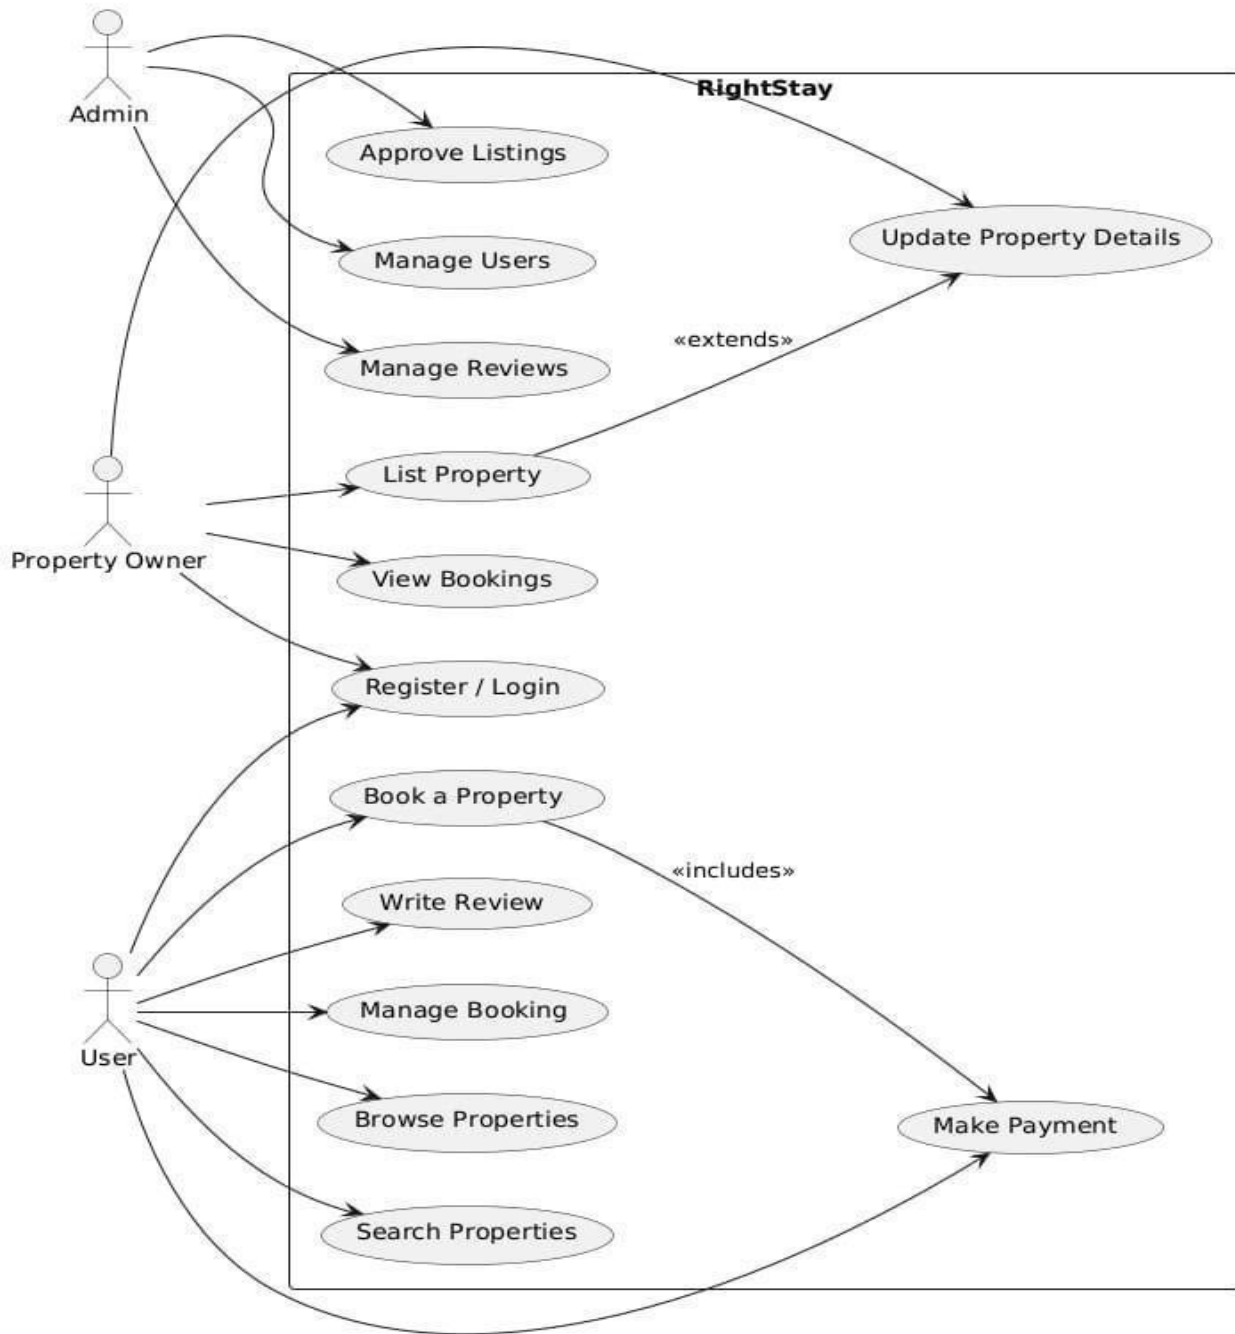 Admin
RightStay
Approve Listings
Update Property Details
Manage Users
«extends»
Manage Reviews
List Property
Property Owner
View Bookings
Register / Login
Book a Property
«includes»
Write Review
Manage Booking
User
Browse Properties
Make Payment
Search Properties